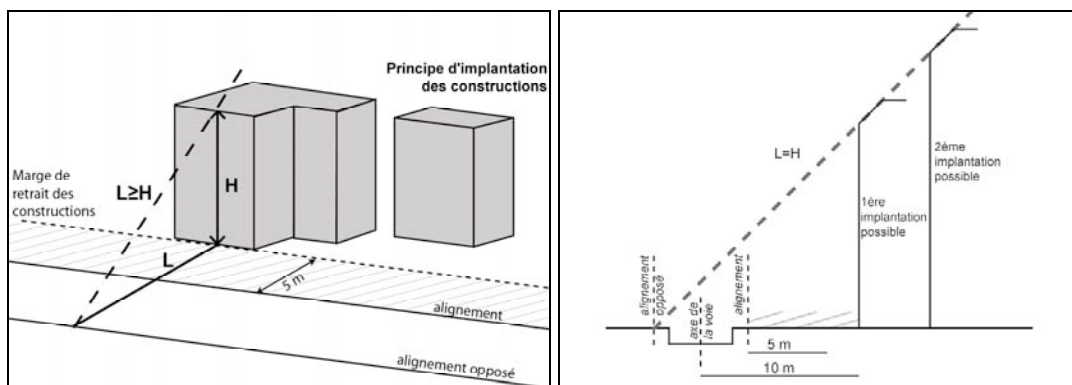 Principe d'implantation
des constructions
Marge de
retrait des
constructions
L≥H
H
L
5 m
alignement
alignement opposé
L=H
2ème
implantation
possible
1ère
implantation
possible
alignement
opposé
axe de
la voie
alignement
5 m
10 m